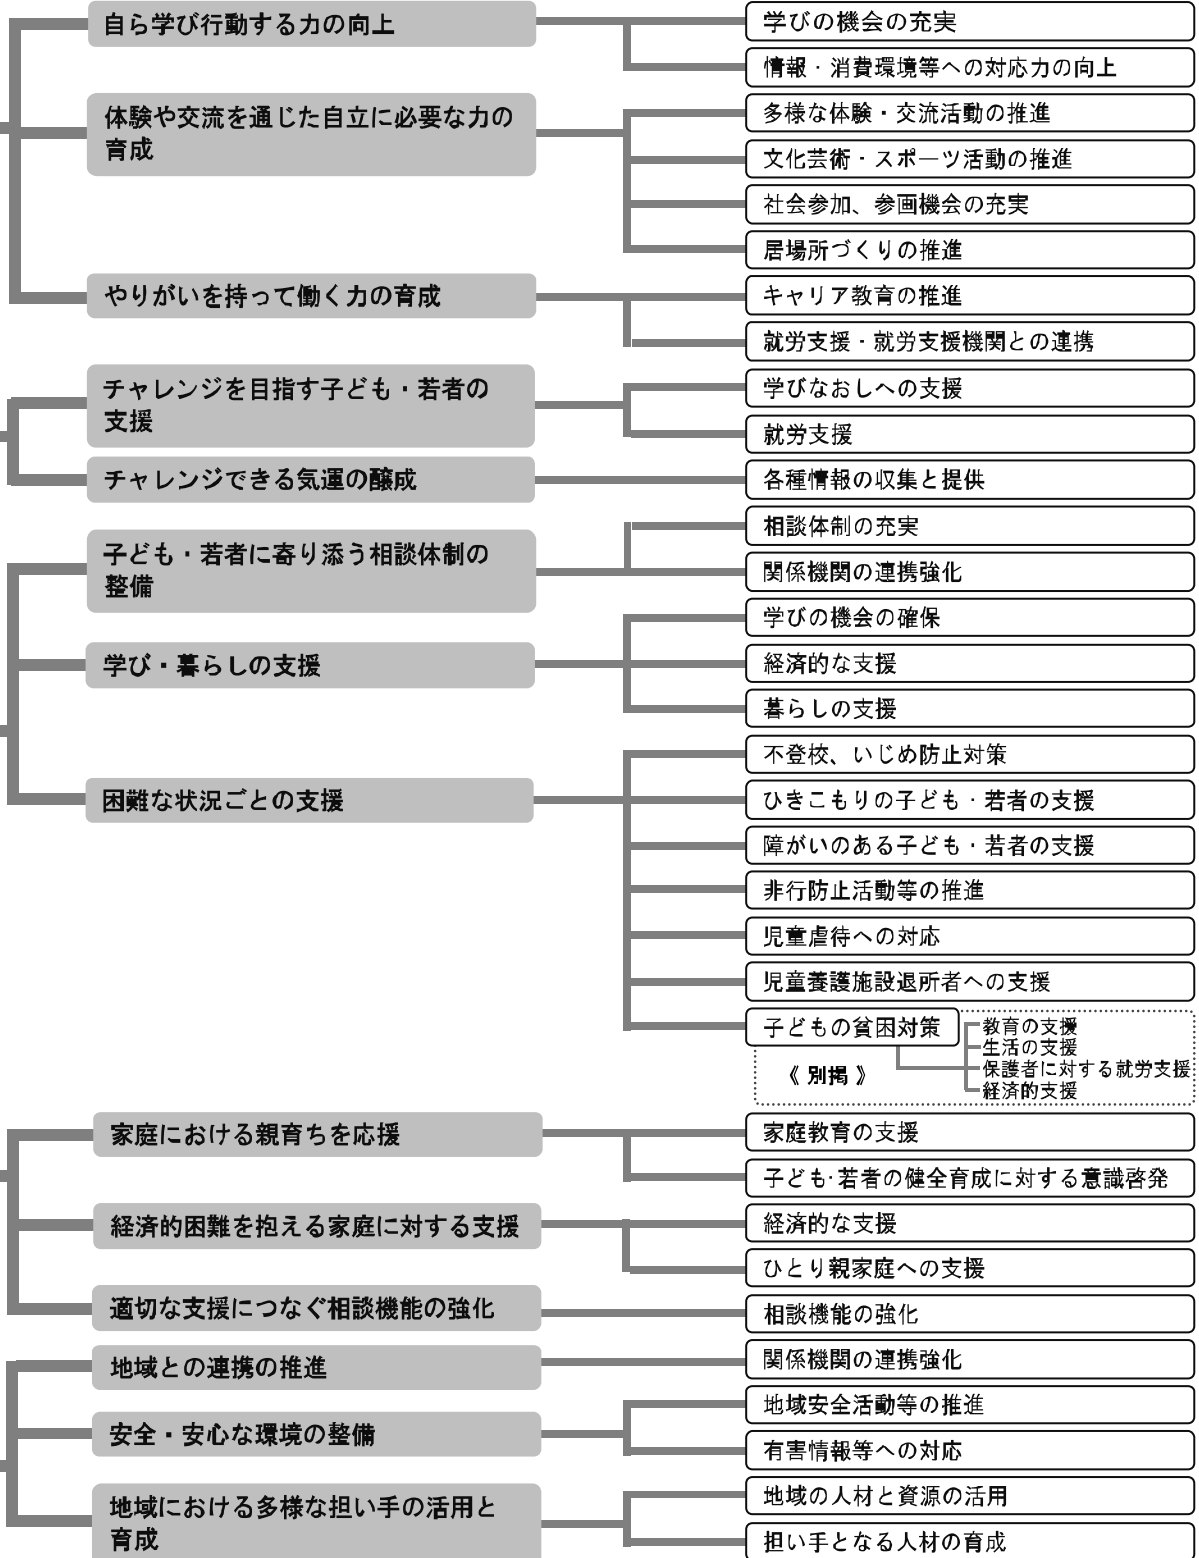 自ら学び行動する力の向上
学びの機会の充実
情報・消費環境等への対応力の向上
体験や交流を通じた自立に必要な力の
育成
多様な体験・交流活動の推進
文化芸術・スポーツ活動の推進
社会参加、参画機会の充実
居場所づくりの推進
やりがいを持って働く力の育成
キャリア教育の推進
就労支援・就労支援機関との連携
チャレンジを目指す子ども・若者の
支援
学びなおしへの支援
就労支援
チャレンジできる気運の醸成
各種情報の収集と提供
子ども・若者に寄り添う相談体制の
整備
相談体制の充実
関係機関の連携強化
学び・暮らしの支援
学びの機会の確保
経済的な支援
暮らしの支援
困難な状況ごとの支援
不登校、いじめ防止対策
ひきこもりの子ども・若者の支援
障がいのある子ども・若者の支援
非行防止活動等の推進
児童虐待への対応
児童養護施設退所者への支援
子どもの貧困対策
《 別掲 》
教育の支援
生活の支援
保護者に対する就労支援
経済的支援
家庭における親育ちを応援
家庭教育の支援
子ども・若者の健全育成に対する意識啓発
経済的困難を抱える家庭に対する支援
経済的な支援
ひとり親家庭への支援
適切な支援につなぐ相談機能の強化
相談機能の強化
地域との連携の推進
関係機関の連携強化
安全・安心な環境の整備
地域安全活動等の推進
有害情報等への対応
地域における多様な担い手の活用と
育成
地域の人材と資源の活用
担い手となる人材の育成